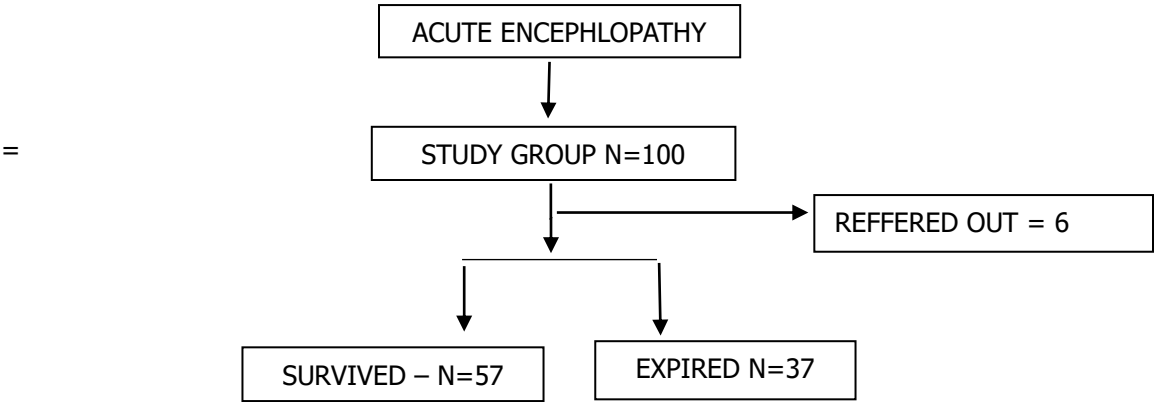 ACUTE ENCEPHLOPATHY
=
STUDY GROUP N=100
REFFERED OUT = 6
SURVIVED – N=57
EXPIRED N=37